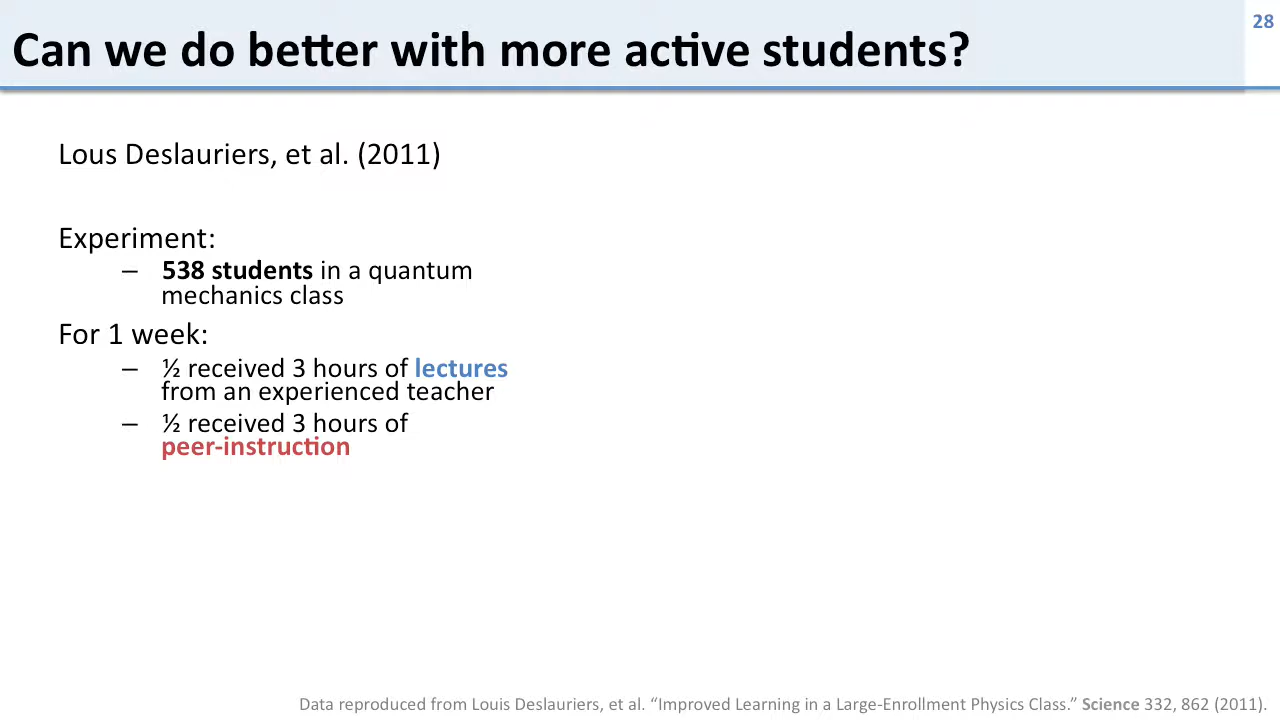 28
Can we do better with more active students?
Lous Deslauriers, et al. (2011)
Experiment:
– 538 students in a quantum
mechanics class
For 1 week:
– ½ received 3 hours of lectures
from an experienced teacher
– ½ received 3 hours of
peer-instruction
Data reproduced from Louis Deslauriers, et al. “Improved Learning in a Large-Enrollment Physics Class.” Science 332, 862 (2011).